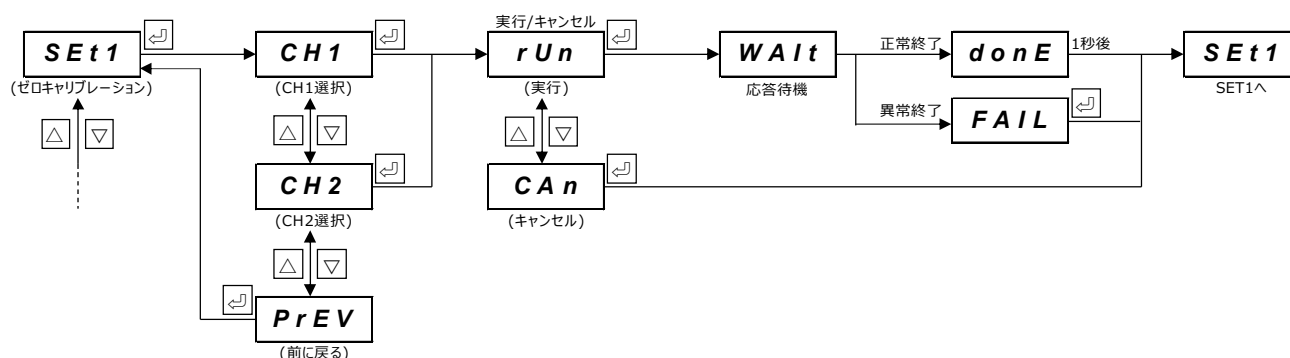 実行/キャンセル
SEt1
CH1
rUn
WAIt
正常終了
donE
1秒後
SEt1
(ゼロキャリブレーション)
(CH1選択)
(実行)
応答待機
SET1へ
異常終了
FAIL
△ ▽
△ ▽
△ ▽
CH2
CAn
(CH2選択)
(キャンセル)
△ ▽
PrEV
(前に戻る)